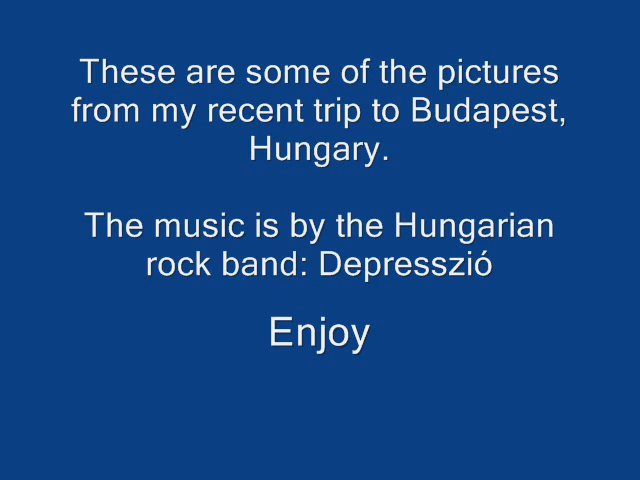 These are some of the pictures
from my recent trip to Budapest,
Hungary.
The music is by the Hungarian
rock band: Depresszió
Enjoy